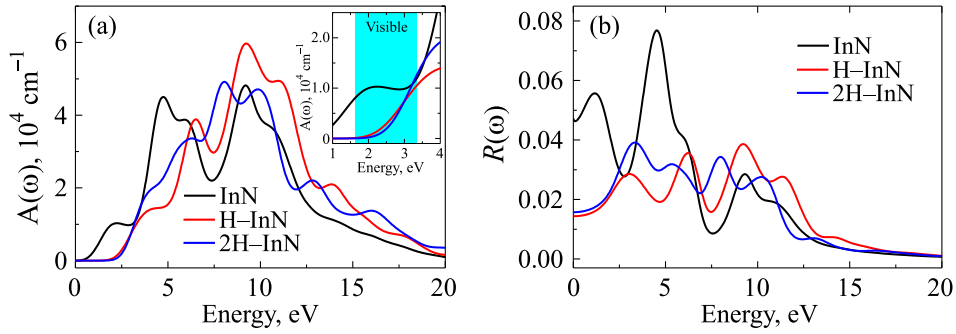 (a)
A(ω), 10⁴ cm⁻¹
6
4
2
0
0 5 10 15 20
Energy, eV
InN
H–InN
2H–InN
Visible
A(ω), 10⁴ cm⁻¹
2.0
1.0
0
1 2 3 4
Energy, eV
(b)
R(ω)
0.08
0.06
0.04
0.02
0.00
0 5 10 15 20
Energy, eV
InN
H–InN
2H–InN